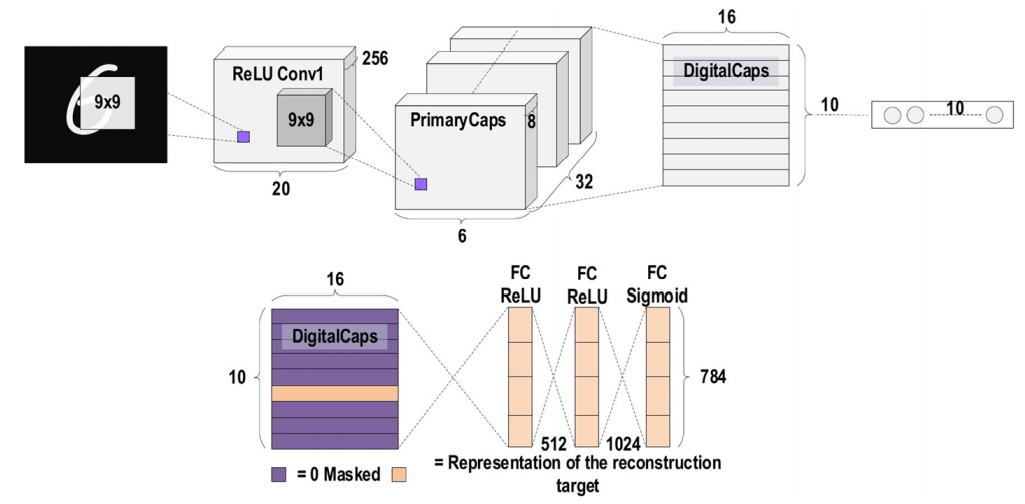 16
256
ReLU Conv1
9x9
9x9
DigitalCaps
PrimaryCaps
8
10
10
20
32
6
16
FC
ReLU
FC
ReLU
FC
Sigmoid
DigitalCaps
10
784
512
1024
= 0 Masked
= Representation of the reconstruction
target